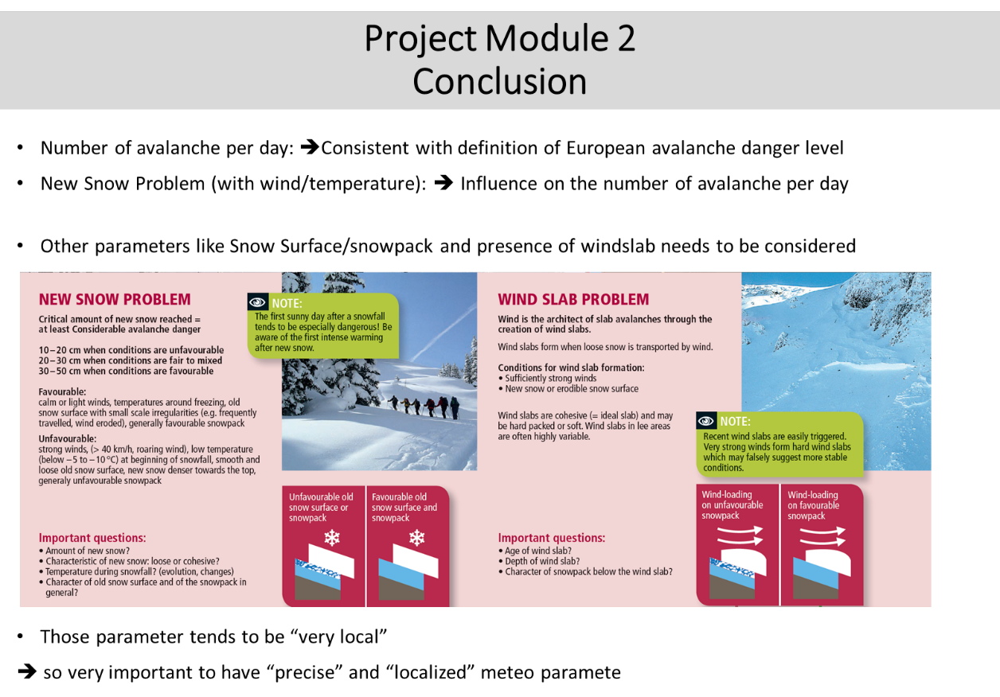 Project Module 2
Conclusion
• Number of avalanche per day: ➔Consistent with definition of European avalanche danger level
• New Snow Problem (with wind/temperature): ➔ Influence on the number of avalanche per day
• Other parameters like Snow Surface/snowpack and presence of windslab needs to be considered
NEW SNOW PROBLEM
Critical amount of new snow reached =
at least Considerable avalanche danger
10–20 cm when conditions are unfavourable
20–30 cm when conditions are fair to mixed
30–50 cm when conditions are favourable
Favourable:
calm or light winds, temperatures around freezing, old
snow surface with small scale irregularities (e.g. frequently
travelled, wind eroded), generally favourable snowpack
Unfavourable:
strong winds, (> 40 km/h, roaring wind), low temperature
(below –5 to –10 °C) at beginning of snowfall, smooth and
loose old snow surface, new snow denser towards the top,
generaly unfavourable snowpack
Important questions:
• Amount of new snow?
• Characteristic of new snow: loose or cohesive?
• Temperature during snowfall? (evolution, changes)
• Character of old snow surface and of the snowpack in
general?
NOTE:
The first sunny day after a snowfall
tends to be especially dangerous! Be
aware of the first intense warming
after new snow.
Unfavourable old
snow surface or
snowpack
Favourable old
snow surface and
snowpack
WIND SLAB PROBLEM
Wind is the architect of slab avalanches through the
creation of wind slabs.
Wind slabs form when loose snow is transported by wind.
Conditions for wind slab formation:
• Sufficiently strong winds
• New snow or erodible snow surface
Wind slabs are cohesive (= ideal slab) and may
be hard packed or soft. Wind slabs in lee areas
are often highly variable.
Important questions:
• Age of wind slab?
• Depth of wind slab?
• Character of snowpack below the wind slab?
NOTE:
Recent wind slabs are easily triggered.
Very strong winds form hard wind slabs
which may falsely suggest more stable
conditions.
Wind-loading
on unfavourable
snowpack
Wind-loading
on favourable
snowpack
• Those parameter tends to be “very local”
➔ so very important to have “precise” and “localized” meteo paramete